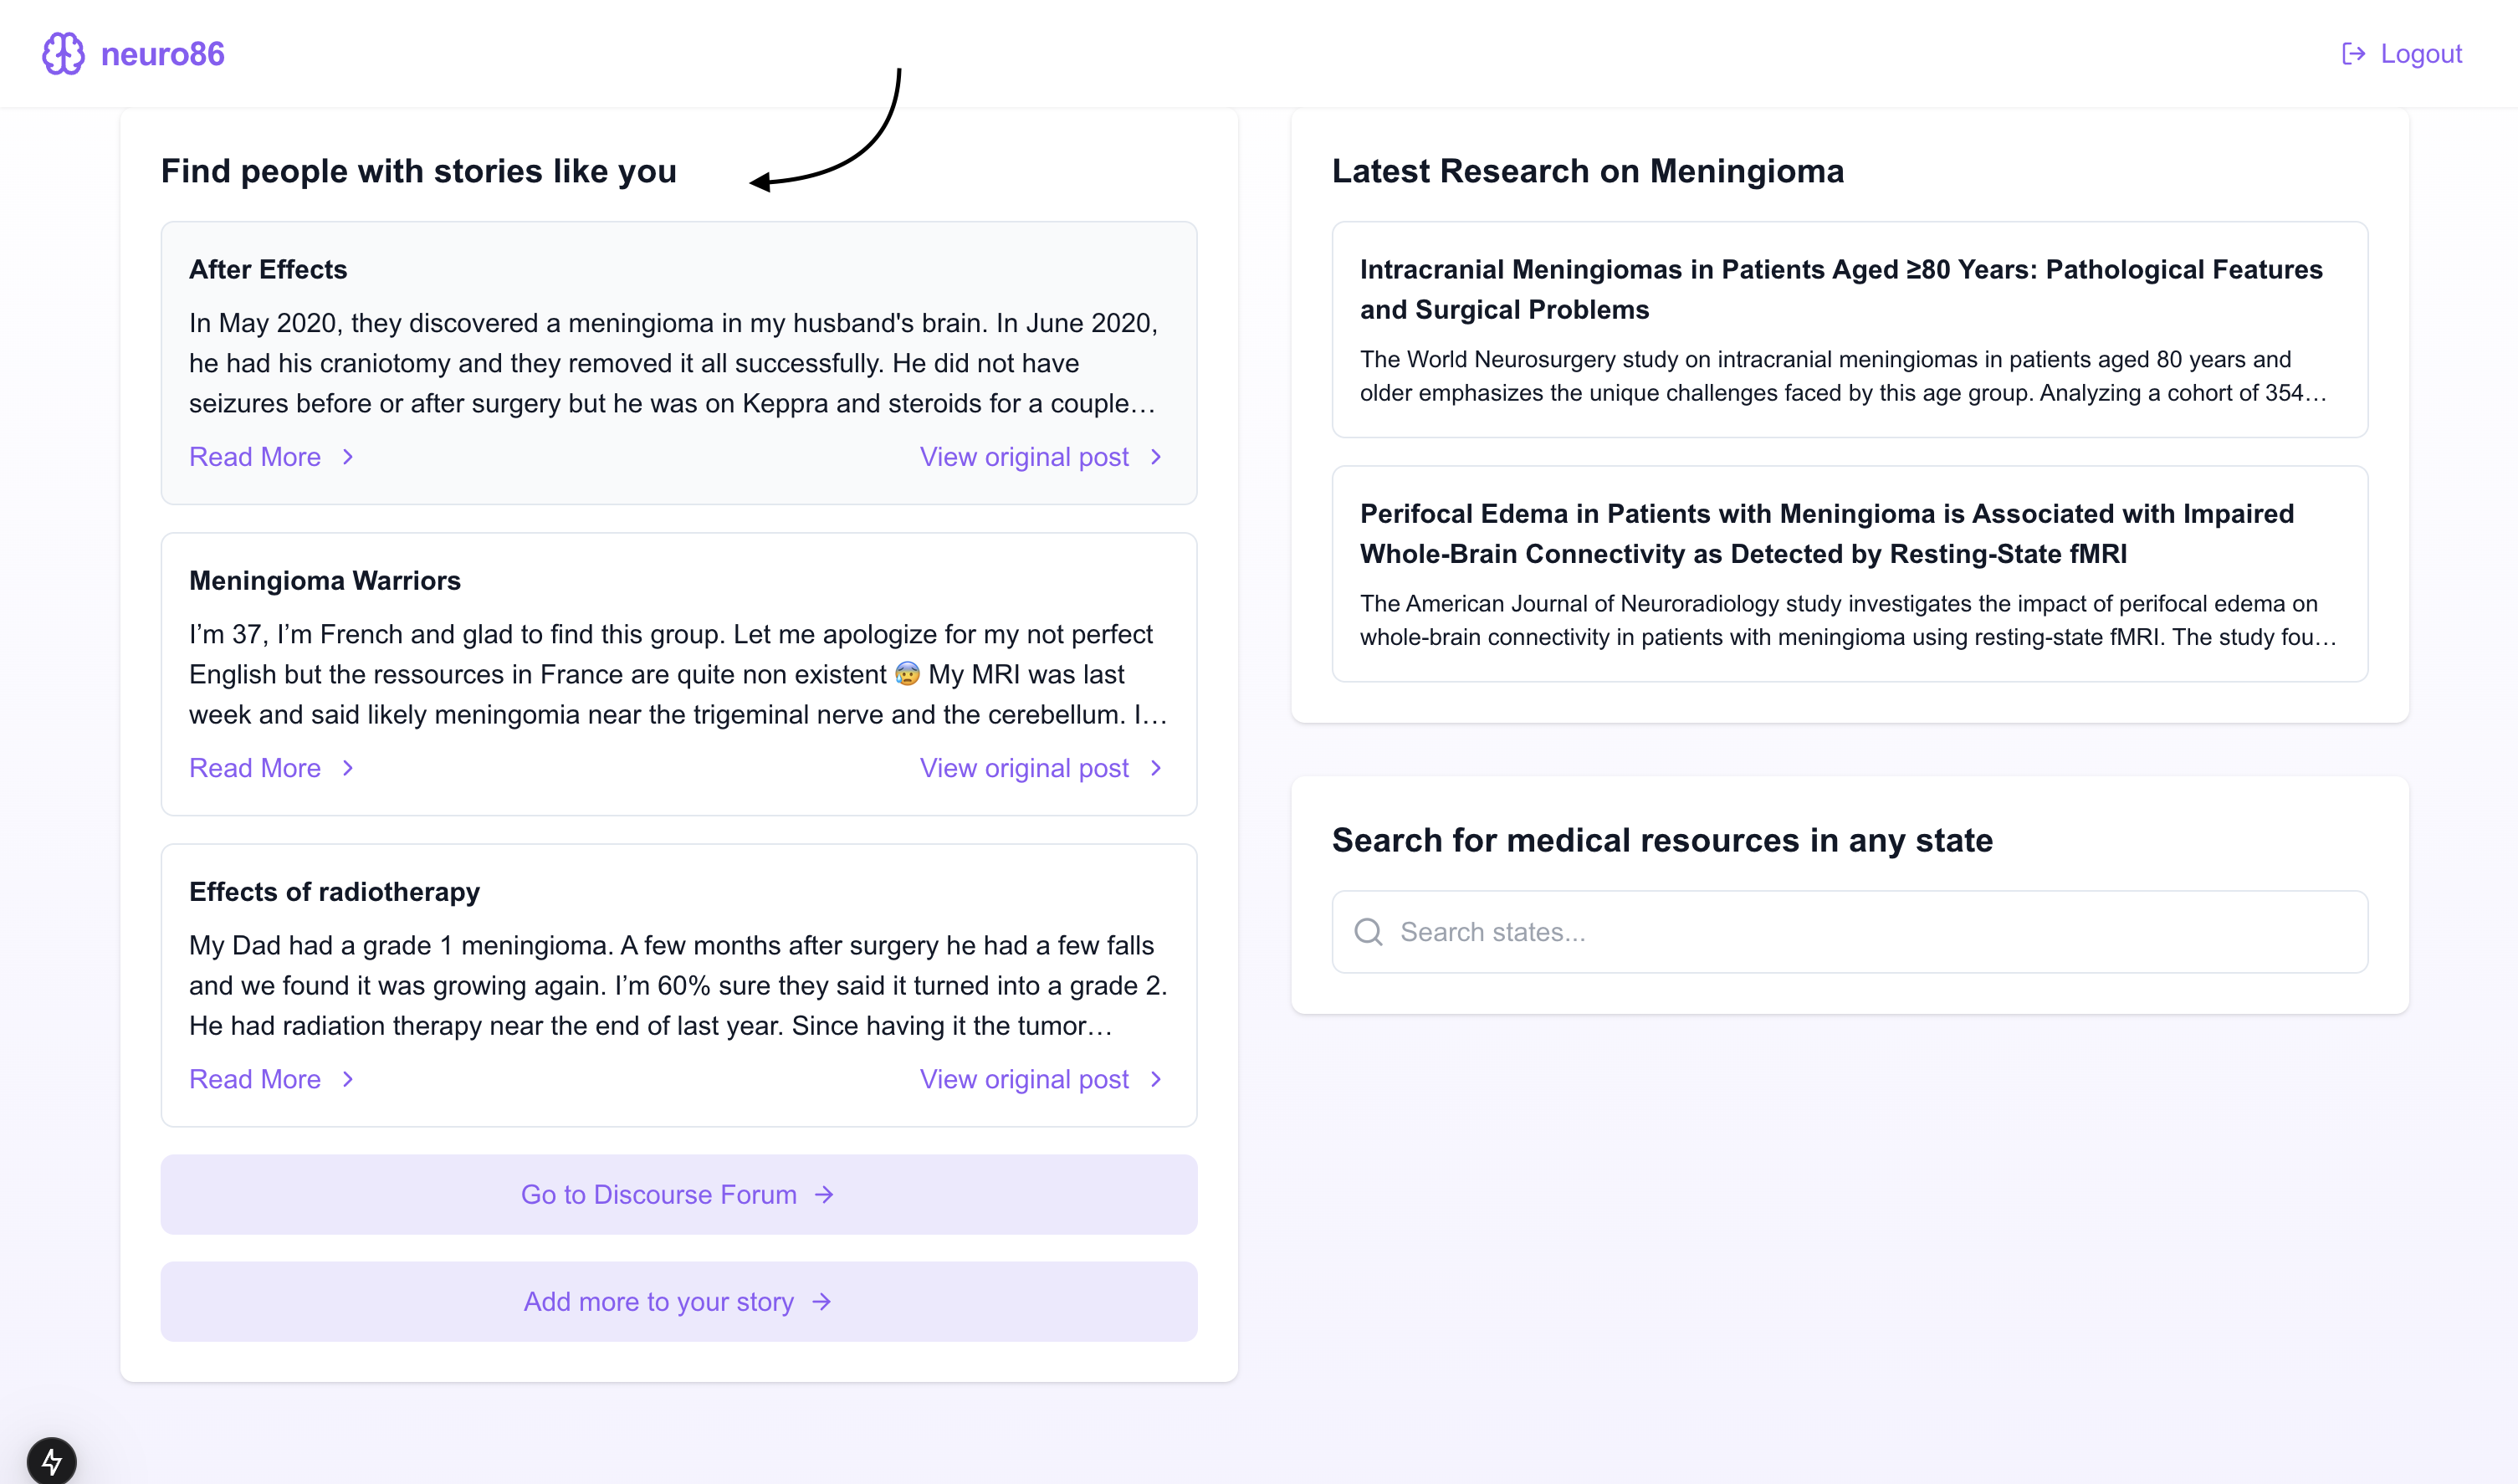 neuro86
Logout
Find people with stories like you
After Effects
In May 2020, they discovered a meningioma in my husband's brain. In June 2020,
he had his craniotomy and they removed it all successfully. He did not have
seizures before or after surgery but he was on Keppra and steroids for a couple…
Read More
View original post
Meningioma Warriors
I’m 37, I’m French and glad to find this group. Let me apologize for my not perfect
English but the ressources in France are quite non existent 😰 My MRI was last
week and said likely meningomia near the trigeminal nerve and the cerebellum. I…
Read More
View original post
Effects of radiotherapy
My Dad had a grade 1 meningioma. A few months after surgery he had a few falls
and we found it was growing again. I’m 60% sure they said it turned into a grade 2.
He had radiation therapy near the end of last year. Since having it the tumor…
Read More
View original post
Go to Discourse Forum
Add more to your story
Latest Research on Meningioma
Intracranial Meningiomas in Patients Aged ≥80 Years: Pathological Features
and Surgical Problems
The World Neurosurgery study on intracranial meningiomas in patients aged 80 years and
older emphasizes the unique challenges faced by this age group. Analyzing a cohort of 354…
Perifocal Edema in Patients with Meningioma is Associated with Impaired
Whole-Brain Connectivity as Detected by Resting-State fMRI
The American Journal of Neuroradiology study investigates the impact of perifocal edema on
whole-brain connectivity in patients with meningioma using resting-state fMRI. The study fou…
Search for medical resources in any state
Search states...